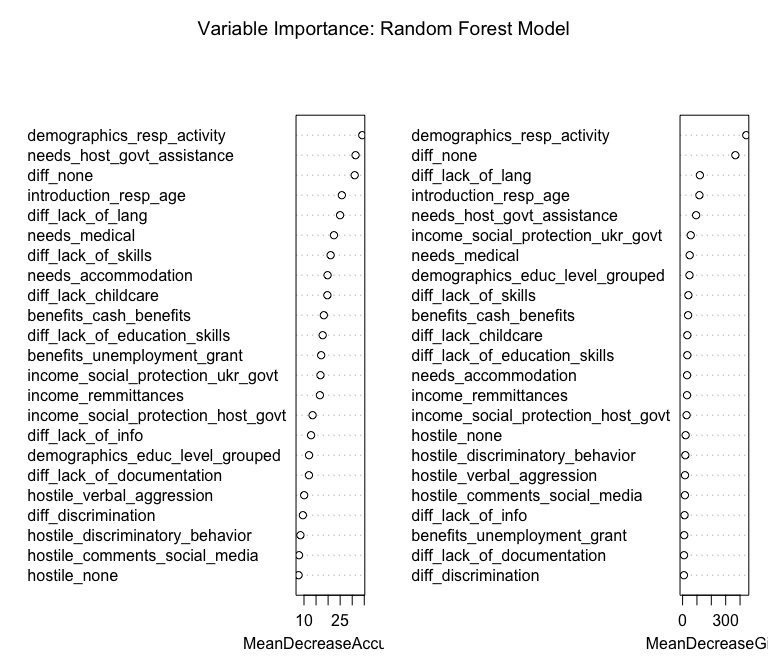 Variable Importance: Random Forest Model
demographics_resp_activity
needs_host_govt_assistance
diff_none
introduction_resp_age
diff_lack_of_lang
needs_medical
diff_lack_of_skills
needs_accommodation
diff_lack_childcare
benefits_cash_benefits
diff_lack_of_education_skills
benefits_unemployment_grant
income_social_protection_ukr_govt
income_remmittances
income_social_protection_host_govt
diff_lack_of_info
demographics_educ_level_grouped
diff_lack_of_documentation
hostile_verbal_aggression
diff_discrimination
hostile_discriminatory_behavior
hostile_comments_social_media
hostile_none
10 25
MeanDecreaseAccu
demographics_resp_activity
diff_none
diff_lack_of_lang
introduction_resp_age
needs_host_govt_assistance
income_social_protection_ukr_govt
needs_medical
demographics_educ_level_grouped
diff_lack_of_skills
benefits_cash_benefits
diff_lack_childcare
diff_lack_of_education_skills
needs_accommodation
income_remmittances
income_social_protection_host_govt
hostile_none
hostile_discriminatory_behavior
hostile_verbal_aggression
hostile_comments_social_media
diff_lack_of_info
benefits_unemployment_grant
diff_lack_of_documentation
diff_discrimination
0 300
MeanDecreaseGi